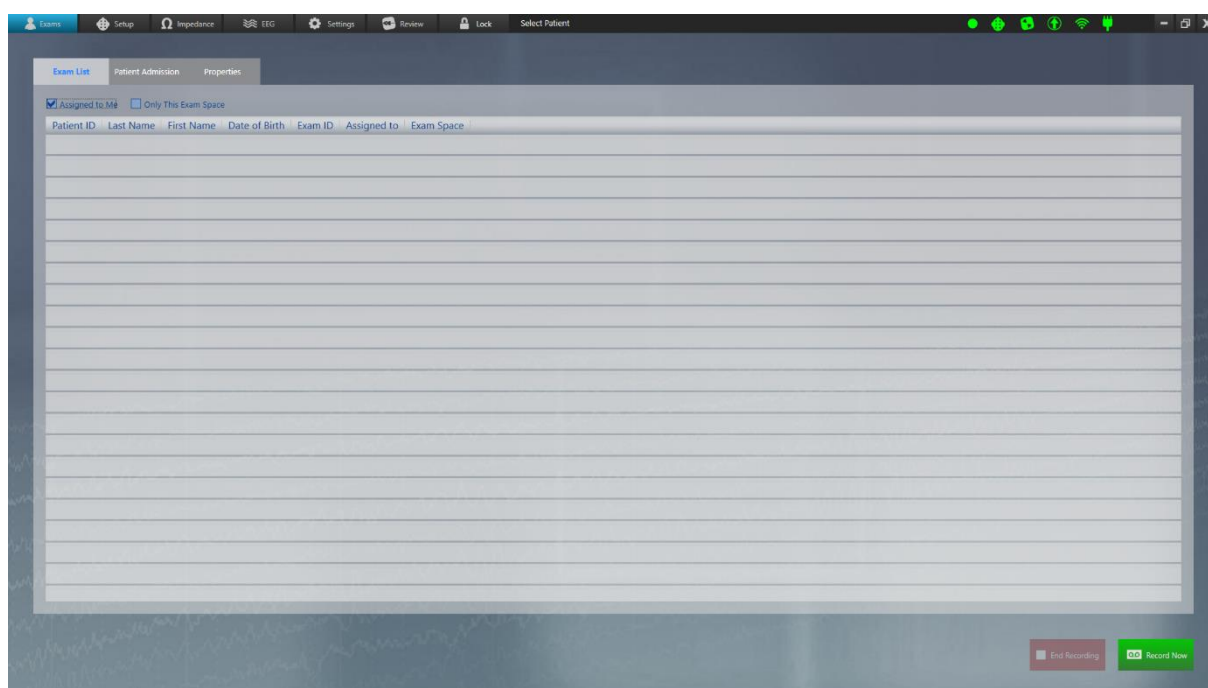 Exams Setup Ω Impedance EEG Settings Review Lock Select Patient
Exam List Patient Admission Properties
Assigned to Me Only This Exam Space
Patient ID Last Name First Name Date of Birth Exam ID Assigned to Exam Space
End Recording Record Now